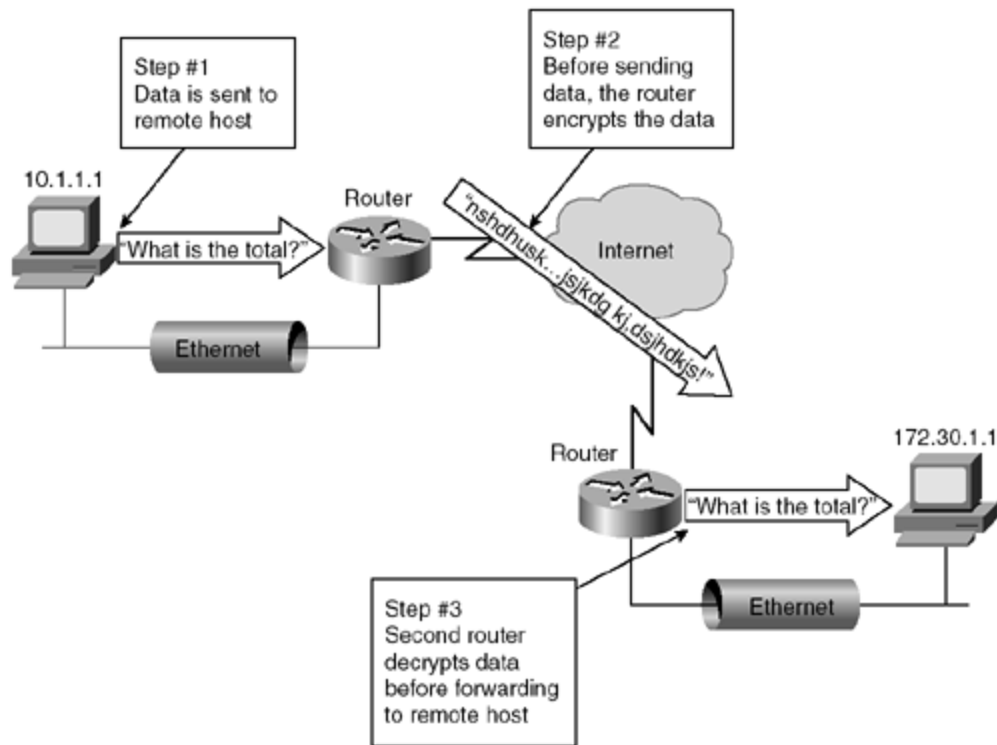 Step #1
Data is sent to
remote host
Step #2
Before sending
data, the router
encrypts the data
10.1.1.1
Router
"What is the total?"
"nshdhusk...jsjkdg kj,dsjhdkjs!"
Internet
Ethernet
Router
172.30.1.1
"What is the total?"
Ethernet
Step #3
Second router
decrypts data
before forwarding
to remote host